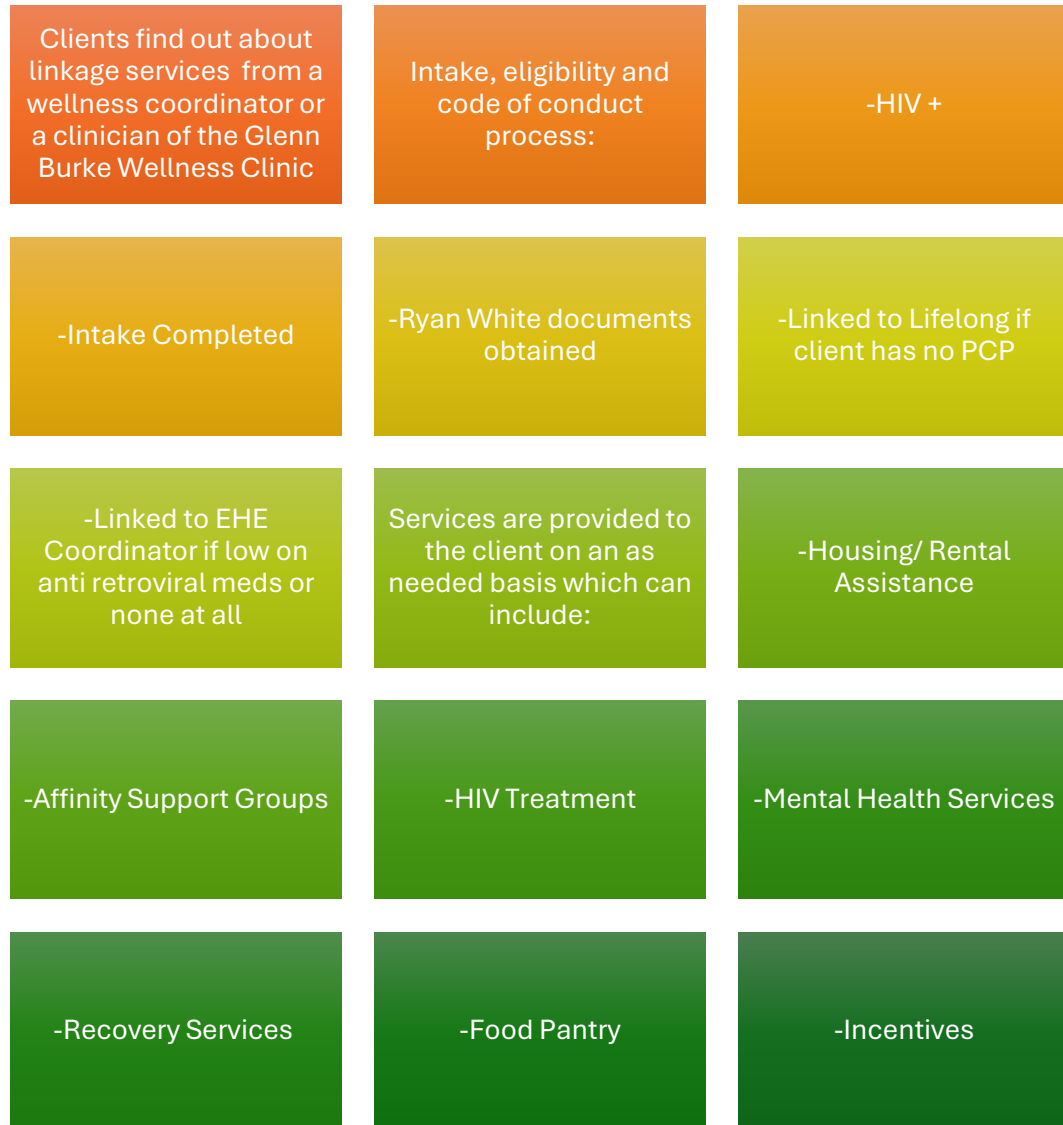 Clients find out about
linkage services  from a
wellness coordinator or
a clinician of the Glenn
Burke Wellness Clinic
Intake, eligibility and
code of conduct
process:
-HIV +
-Intake Completed
-Ryan White documents
obtained
-Linked to Lifelong if
client has no PCP
-Linked to EHE
Coordinator if low on
anti retroviral meds or
none at all
Services are provided to
the client on an as
needed basis which can
include:
-Housing/ Rental
Assistance
-Affinity Support Groups
-HIV Treatment
-Mental Health Services
-Recovery Services
-Food Pantry
-Incentives